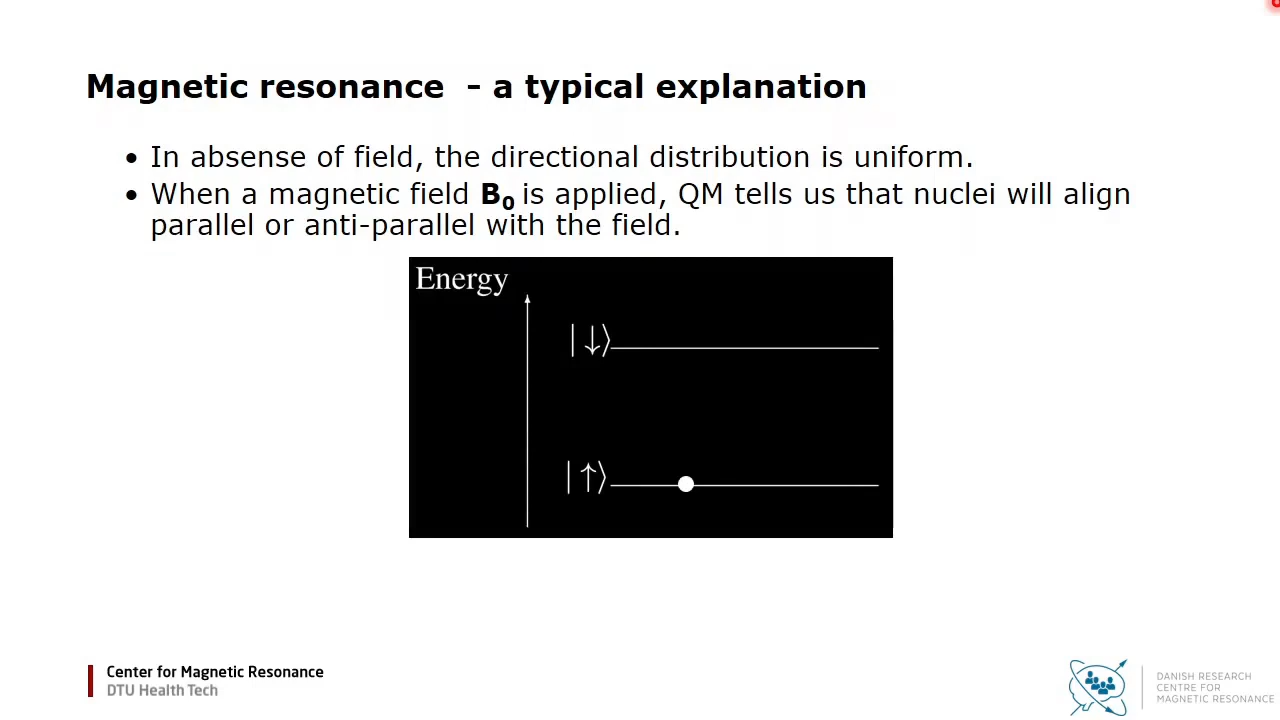 Magnetic resonance - a typical explanation
• In absense of field, the directional distribution is uniform.
• When a magnetic field B₀ is applied, QM tells us that nuclei will align
parallel or anti-parallel with the field.
Energy
|↓⟩
|↑⟩
Center for Magnetic Resonance
DTU Health Tech
DANISH RESEARCH
CENTRE FOR
MAGNETIC RESONANCE